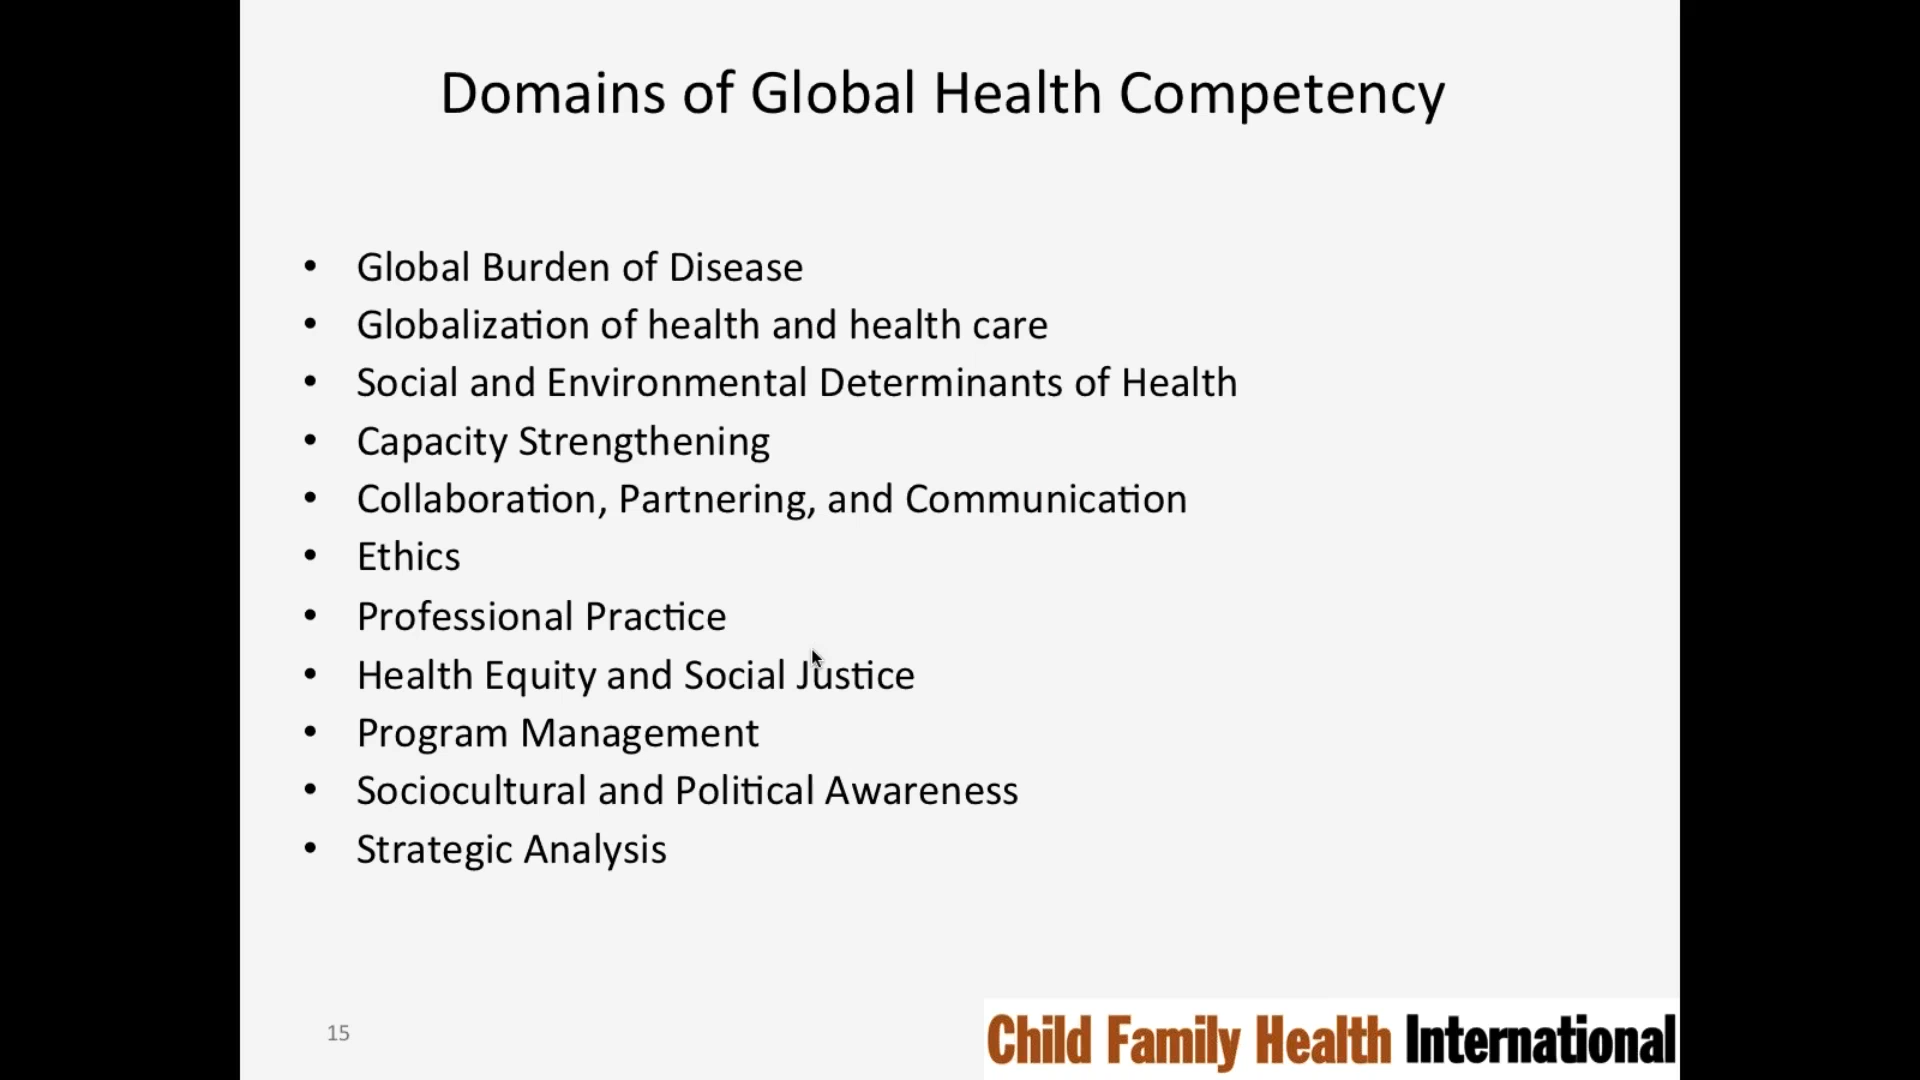 Domains of Global Health Competency
• Global Burden of Disease
• Globalization of health and health care
• Social and Environmental Determinants of Health
• Capacity Strengthening
• Collaboration, Partnering, and Communication
• Ethics
• Professional Practice
• Health Equity and Social Justice
• Program Management
• Sociocultural and Political Awareness
• Strategic Analysis
15
Child Family Health International